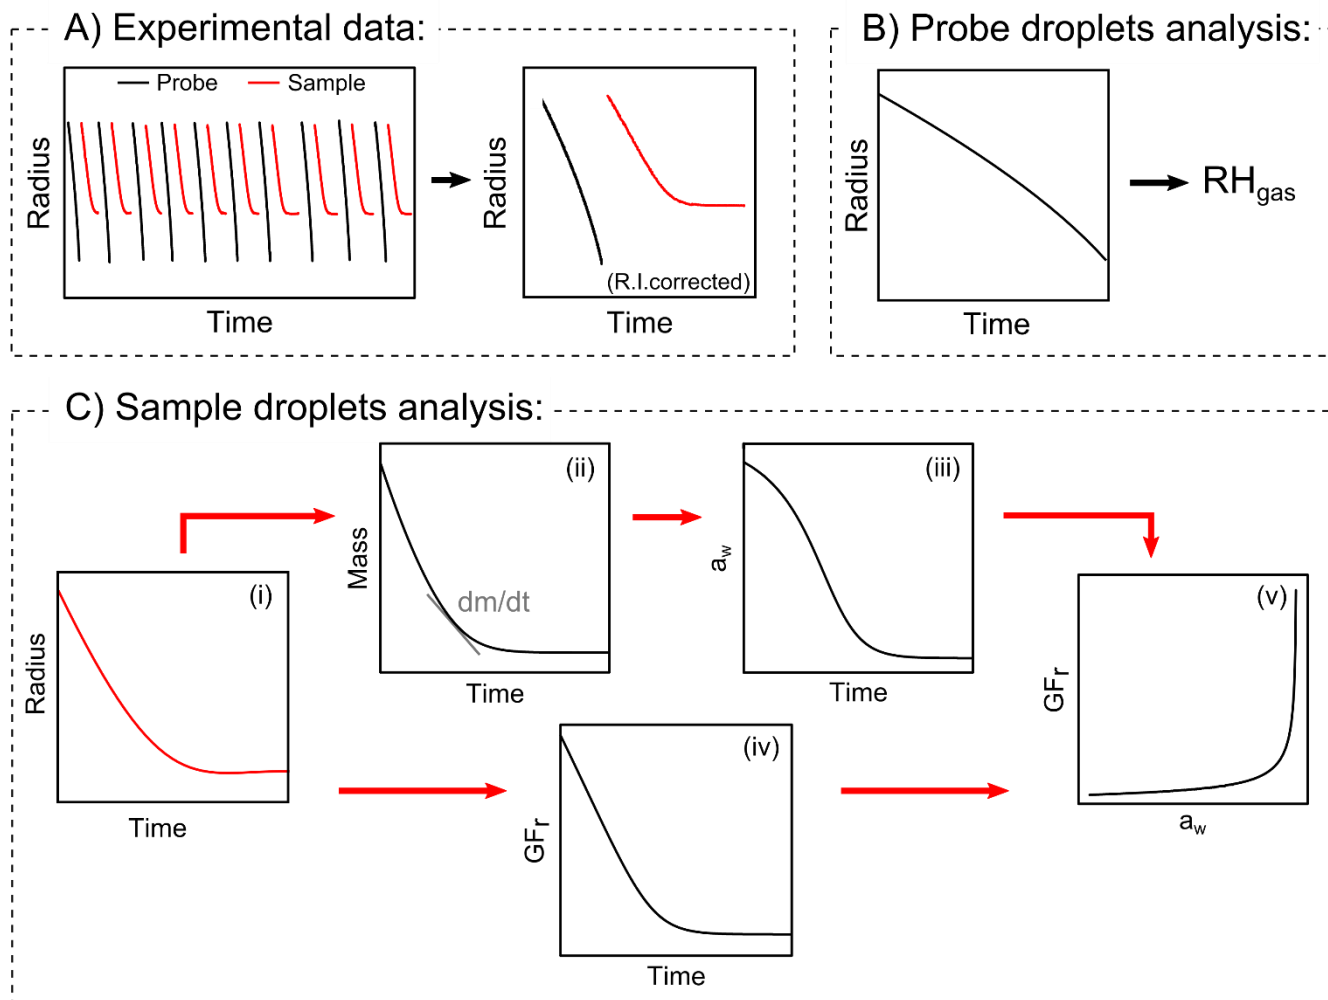 A) Experimental data:
Probe
Sample
Radius
Time
Radius
(R.I.corrected)
Time
B) Probe droplets analysis:
Radius
Time
RHgas
C) Sample droplets analysis:
(i)
Radius
Time
(ii)
Mass
dm/dt
Time
(iii)
aw
Time
(iv)
GFr
Time
(v)
GFr
aw